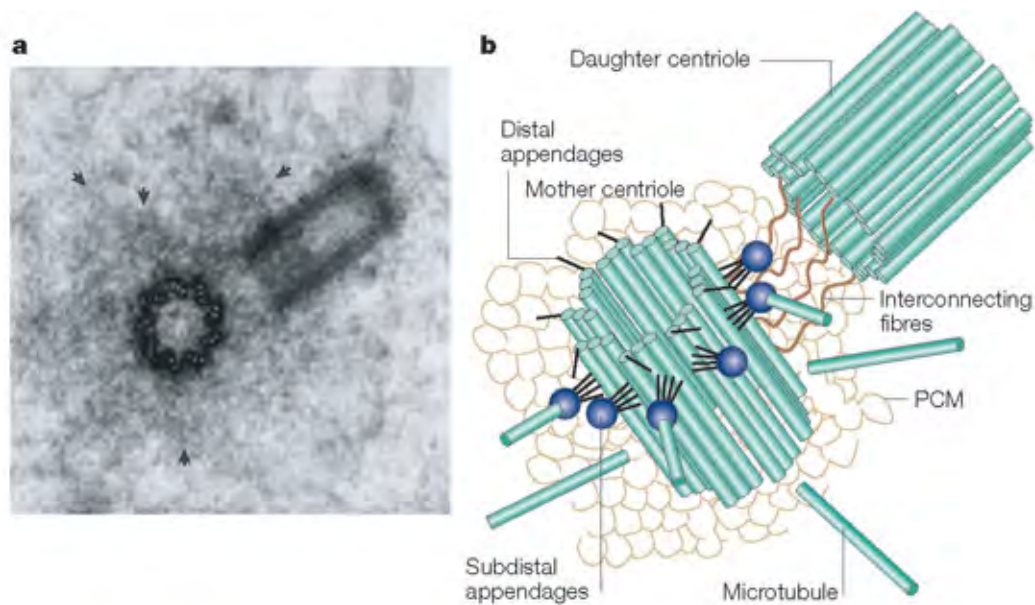 a
b
Daughter centriole
Distal
appendages
Mother centriole
Interconnecting
fibres
PCM
Subdistal
appendages
Microtubule